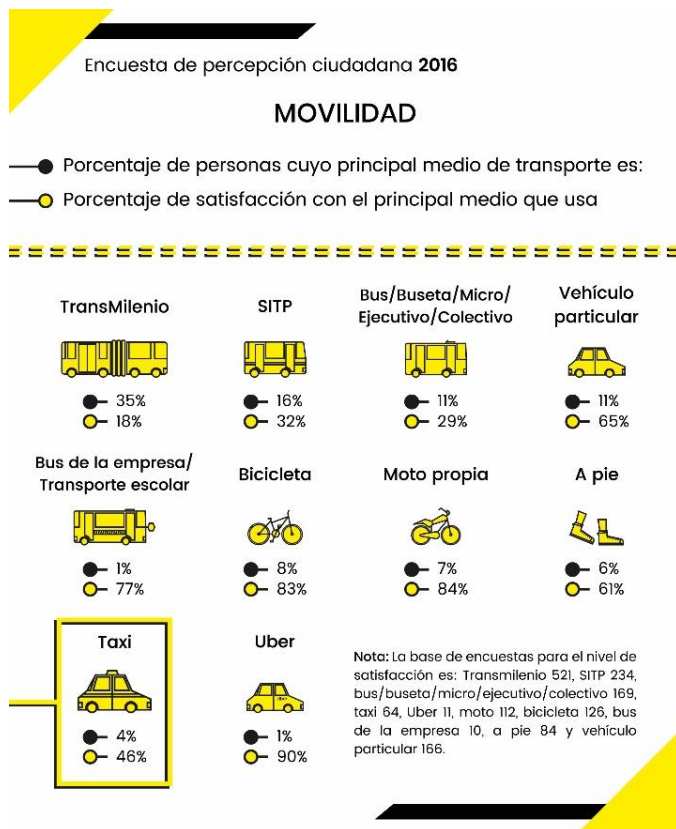 Encuesta de percepción ciudadana 2016
MOVILIDAD
Porcentaje de personas cuyo principal medio de transporte es:
Porcentaje de satisfacción con el principal medio que usa
TransMilenio
35%
18%
SITP
16%
32%
Bus/Buseta/Micro/
Ejecutivo/Colectivo
11%
29%
Vehículo
particular
11%
65%
Bus de la empresa/
Transporte escolar
1%
77%
Bicicleta
8%
83%
Moto propia
7%
84%
A pie
6%
61%
Taxi
4%
46%
Uber
1%
90%
Nota: La base de encuestas para el nivel de
satisfacción es: Transmilenio 521, SITP 234,
bus/buseta/micro/ejecutivo/colectivo 169,
taxi 64, Uber 11, moto 112, bicicleta 126, bus
de la empresa 10, a pie 84 y vehículo
particular 166.